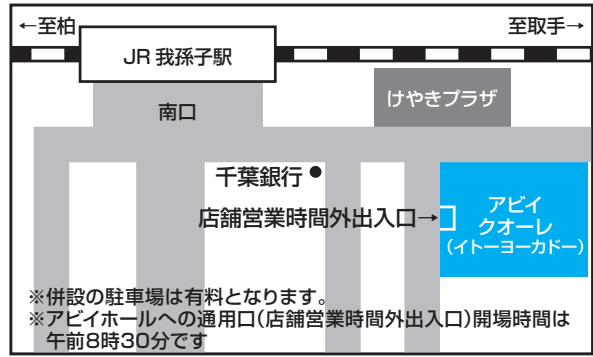 ←至柏
至取手→
JR 我孫子駅
南口
けやきプラザ
千葉銀行●
店舗営業時間外出入口→
アビイ
クオーレ
(イトーヨーカドー)
※併設の駐車場は有料となります。
※アビイホールへの通用口(店舗営業時間外出入口)開場時間は
午前8時30分です